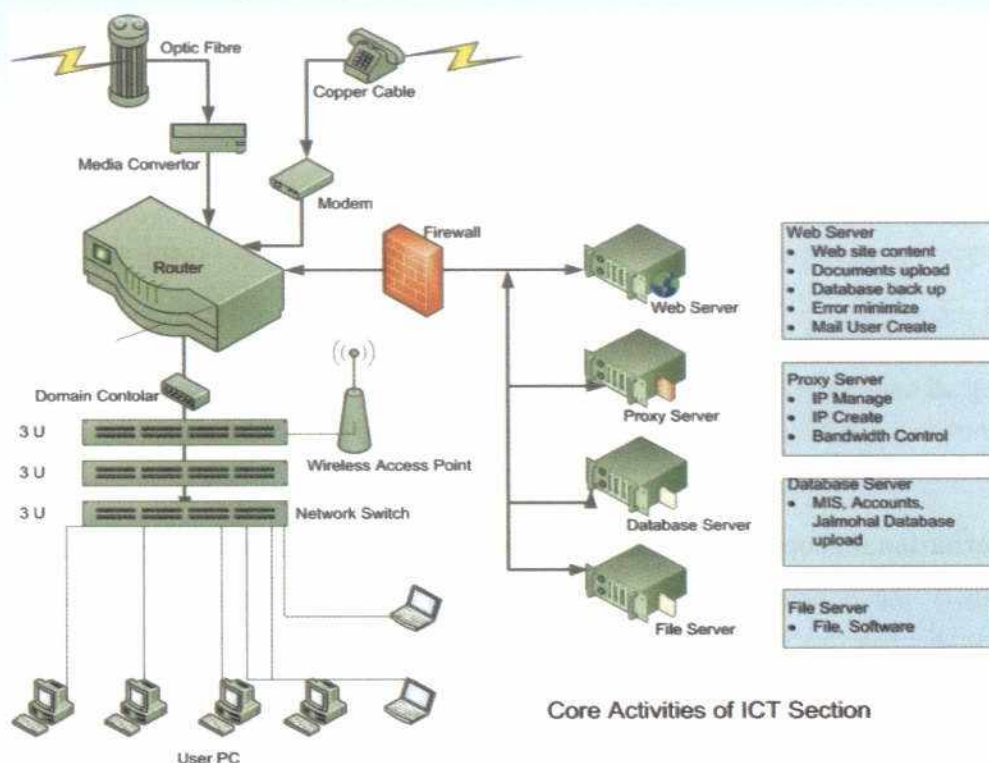 Optic Fibre
Copper Cable
Media Convertor
Modem
Router
Firewall
Web Server
Proxy Server
Database Server
File Server
Domain Contolar
3 U
3 U
3 U
Wireless Access Point
Network Switch
User PC
Web Server
• Web site content
• Documents upload
• Database back up
• Error minimize
• Mail User Create
Proxy Server
• IP Manage
• IP Create
• Bandwidth Control
Database Server
• MIS, Accounts,
Jalmohal Database
upload
File Server
• File, Software
Core Activities of ICT Section